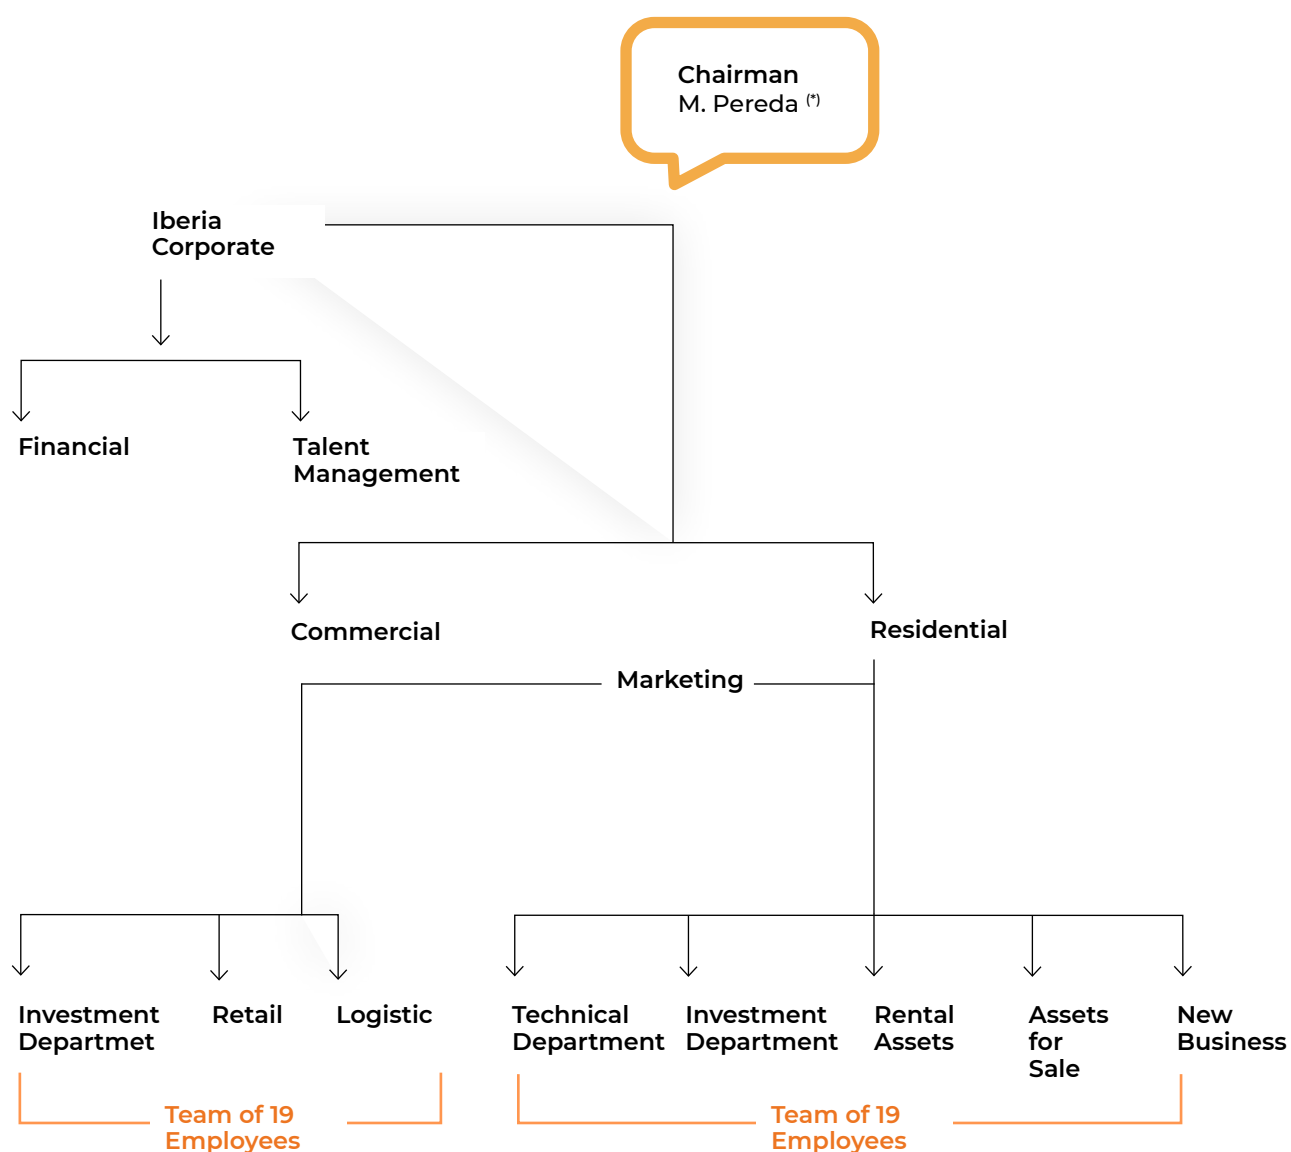 Chairman
M. Pereda (*)
Iberia
Corporate
Financial
Talent
Management
Commercial
Residential
Marketing
Investment
Departmet
Retail
Logistic
Technical
Department
Investment
Department
Rental
Assets
Assets
for
Sale
New
Business
Team of 19
Employees
Team of 19
Employees